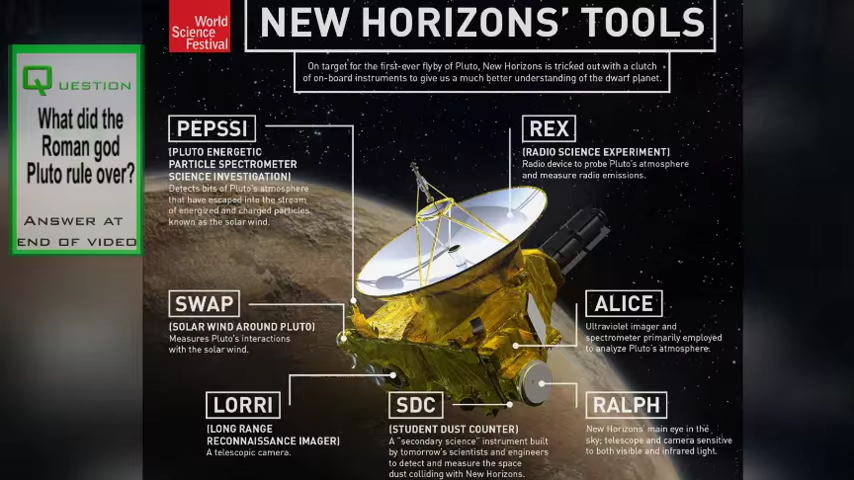 World
Science
Festival
NEW HORIZONS' TOOLS
On target for the first-ever flyby of Pluto, New Horizons is tricked out with a clutch
of on-board instruments to give us a much better understanding of the dwarf planet.
QUESTION
What did the
Roman god
Pluto rule over?
ANSWER AT
END OF VIDEO
PEPSSI
(PLUTO ENERGETIC
PARTICLE SPECTROMETER
SCIENCE INVESTIGATION)
Detects bits of Pluto's atmosphere
that have escaped into the stream
of energized and charged particles
known as the solar wind.
REX
(RADIO SCIENCE EXPERIMENT)
Radio device to probe Pluto's atmosphere
and measure radio emissions.
SWAP
(SOLAR WIND AROUND PLUTO)
Measures Pluto's interactions
with the solar wind.
ALICE
Ultraviolet imager and
spectrometer primarily employed
to analyze Pluto's atmosphere.
LORRI
(LONG RANGE
RECONNAISSANCE IMAGER)
A telescopic camera.
SDC
(STUDENT DUST COUNTER)
A "secondary science" instrument built
by tomorrow's scientists and engineers
to detect and measure the space
dust colliding with New Horizons.
RALPH
New Horizons' main eye in the
sky; telescope and camera sensitive
to both visible and infrared light.